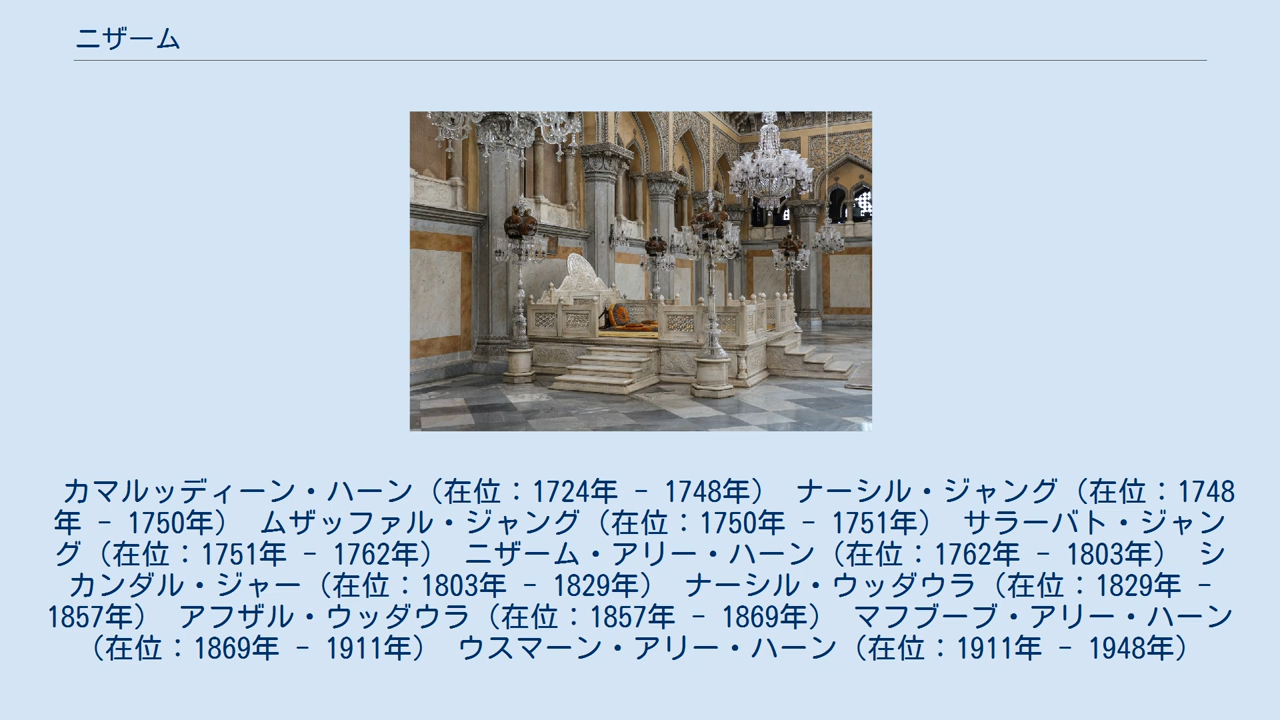 ニザーム
カマルッディーン・ハーン（在位：1724年 - 1748年） ナーシル・ジャング（在位：1748
年 - 1750年） ムザッファル・ジャング（在位：1750年 - 1751年） サラーバト・ジャン
グ（在位：1751年 - 1762年） ニザーム・アリー・ハーン（在位：1762年 - 1803年） シ
カンダル・ジャー（在位：1803年 - 1829年） ナーシル・ウッダウラ（在位：1829年 -
1857年） アフザル・ウッダウラ（在位：1857年 - 1869年） マフブーブ・アリー・ハーン
（在位：1869年 - 1911年） ウスマーン・アリー・ハーン（在位：1911年 - 1948年）